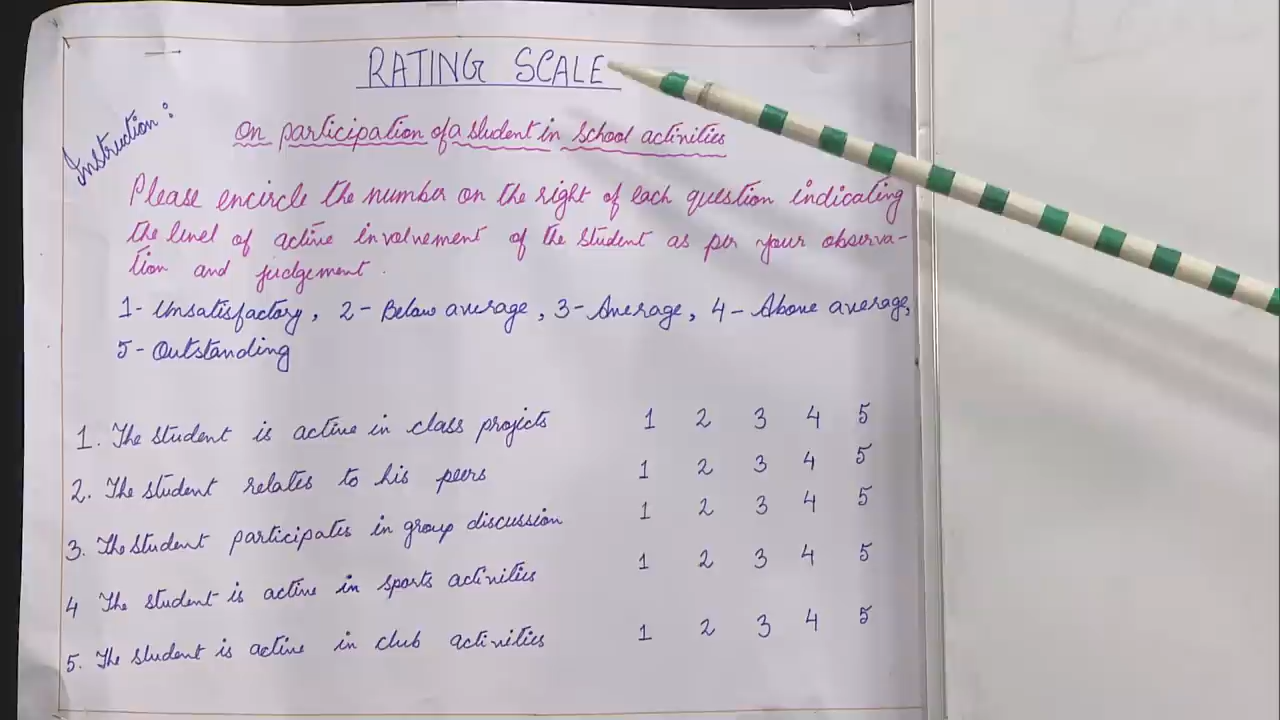 RATING SCALE
Instruction:
On participation of a student in school activities
Please encircle the number on the right of each question indicating
the level of active involvement of the student as per your observa-
tion and judgement.
1 - Unsatisfactory, 2 - Below average, 3 - Average, 4 - Above average,
5 - Outstanding
1. The student is active in class projects 1 2 3 4 5
2. The student relates to his peers 1 2 3 4 5
3. The student participates in group discussion 1 2 3 4 5
4 The student is active in sports activities 1 2 3 4 5
5. The student is active in club activities 1 2 3 4 5